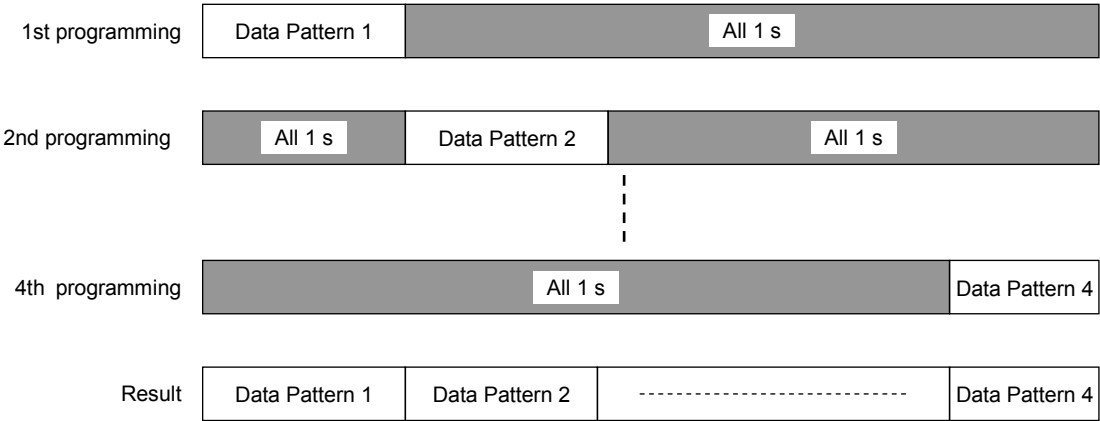 1st programming Data Pattern 1 All 1 s
2nd programming All 1 s Data Pattern 2 All 1 s
4th programming All 1 s Data Pattern 4
Result Data Pattern 1 Data Pattern 2 Data Pattern 4